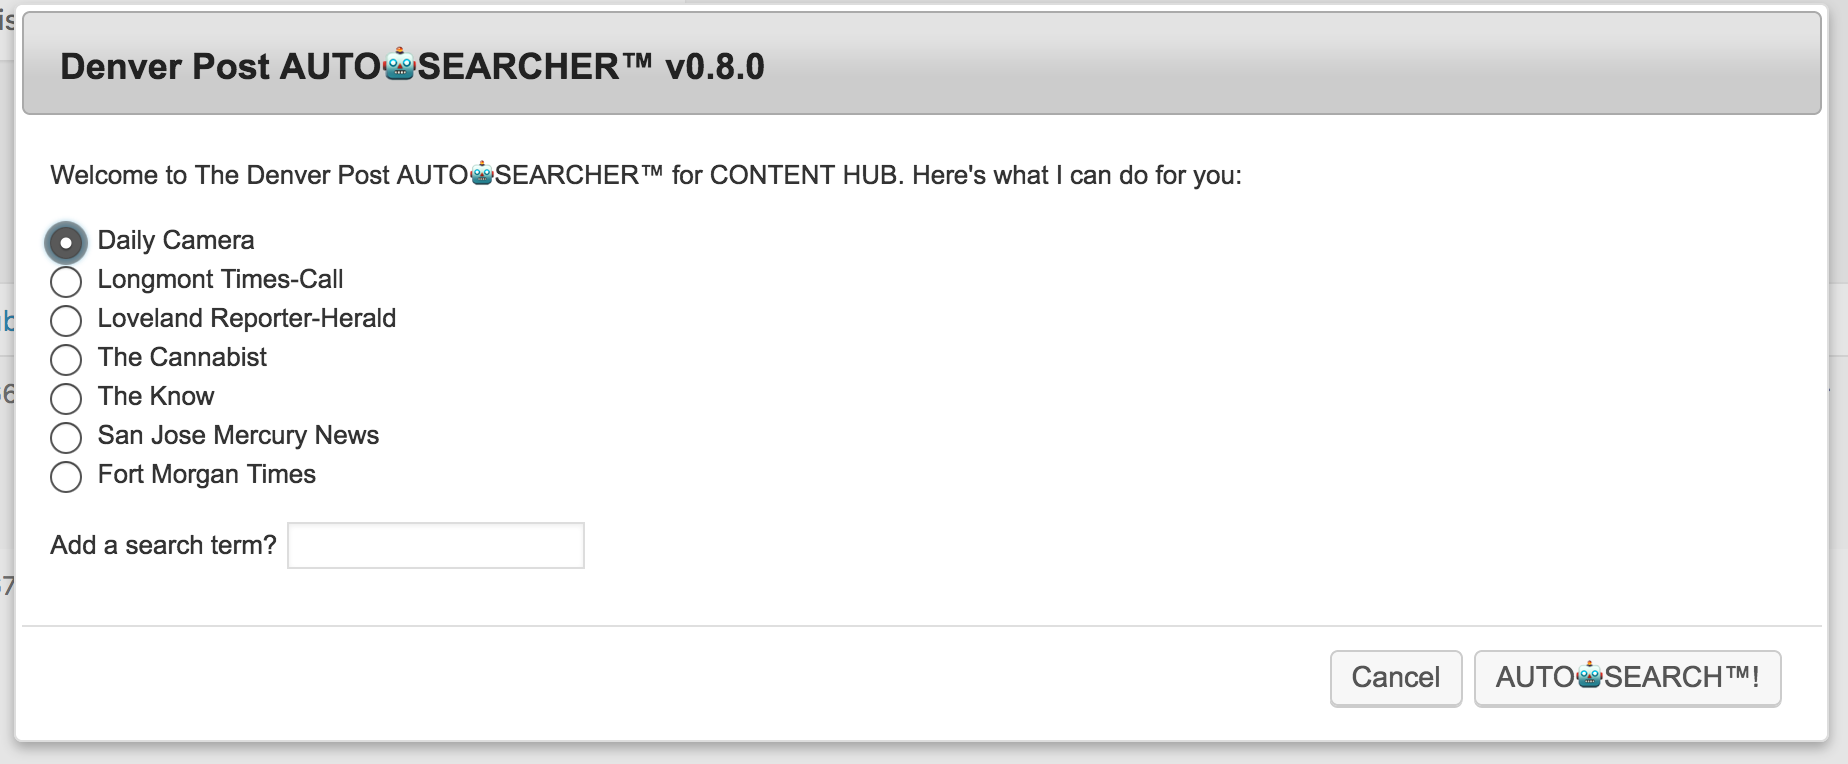 Denver Post AUTO🤖SEARCHER™ v0.8.0
Welcome to The Denver Post AUTO🤖SEARCHER™ for CONTENT HUB. Here's what I can do for you:
Daily Camera
Longmont Times-Call
Loveland Reporter-Herald
The Cannabist
The Know
San Jose Mercury News
Fort Morgan Times
Add a search term?
Cancel
AUTO🤖SEARCH™!